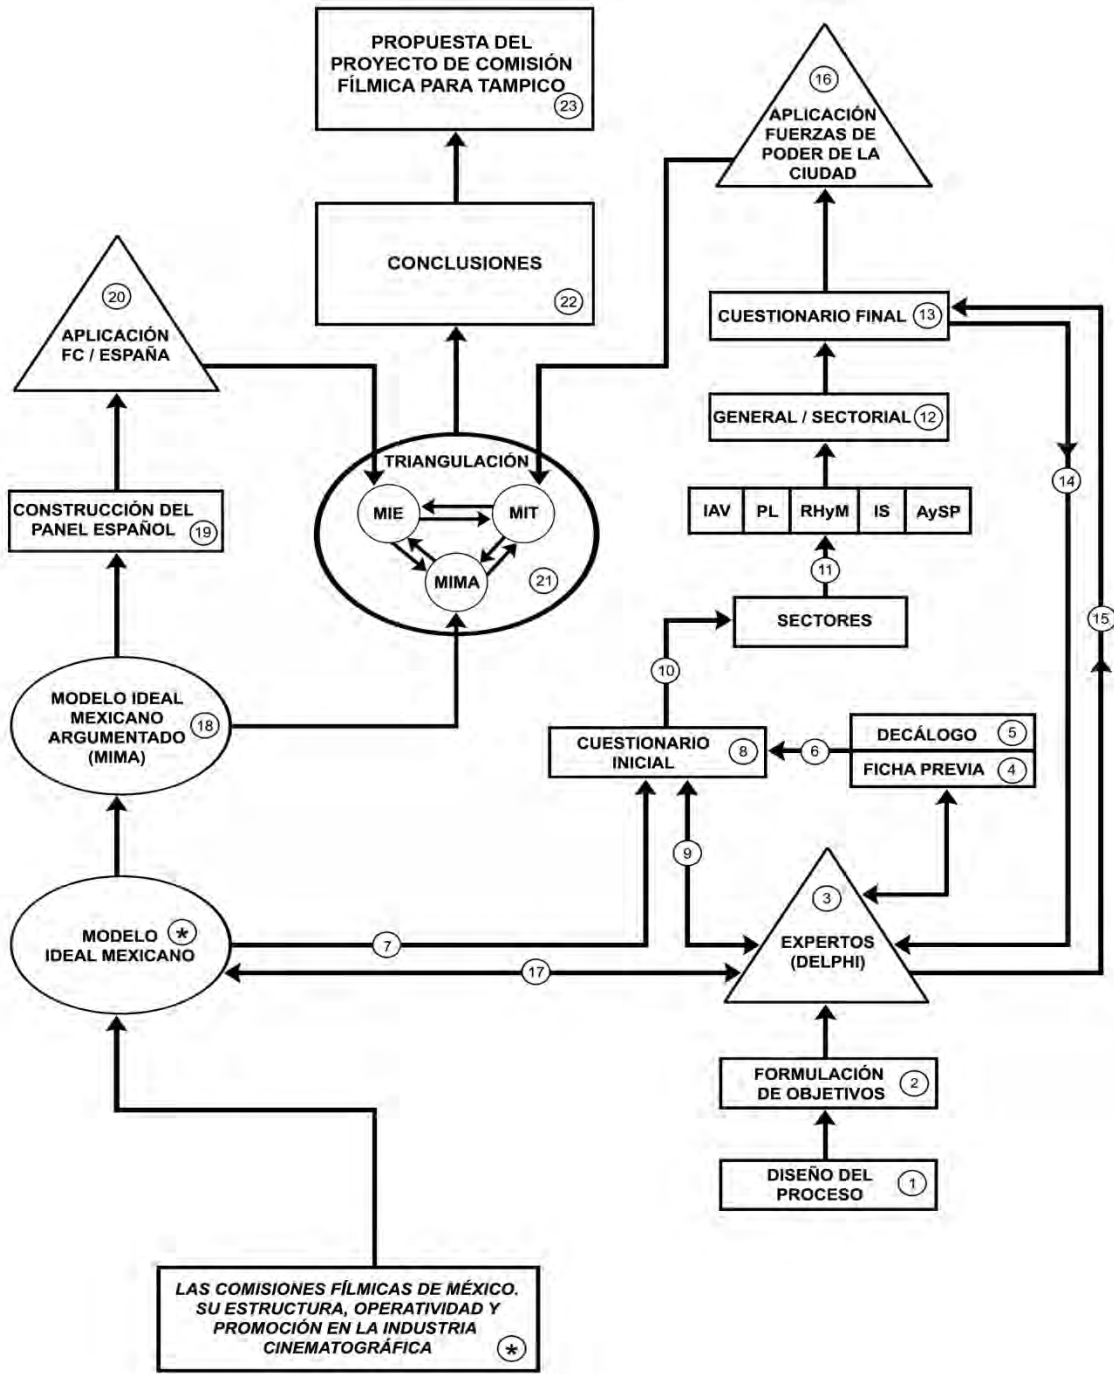 PROPUESTA DEL
PROYECTO DE COMISIÓN
FÍLMICA PARA TAMPICO
23
16
APLICACIÓN
FUERZAS DE
PODER DE LA
CIUDAD
CONCLUSIONES
22
20
APLICACIÓN
FC / ESPAÑA
CUESTIONARIO FINAL 13
GENERAL / SECTORIAL 12
TRIANGULACIÓN
MIE
MIT
MIMA
21
14
CONSTRUCCIÓN DEL
PANEL ESPAÑOL 19
IAV PL RHyM IS AySP
11
SECTORES
15
10
MODELO IDEAL
MEXICANO
ARGUMENTADO
(MIMA)
18
CUESTIONARIO
INICIAL
8
6
DECÁLOGO 5
FICHA PREVIA 4
9
3
EXPERTOS
(DELPHI)
MODELO
IDEAL MEXICANO
*
7
17
FORMULACIÓN
DE OBJETIVOS
2
DISEÑO DEL
PROCESO
1
LAS COMISIONES FÍLMICAS DE MÉXICO.
SU ESTRUCTURA, OPERATIVIDAD Y
PROMOCIÓN EN LA INDUSTRIA
CINEMATOGRÁFICA
*